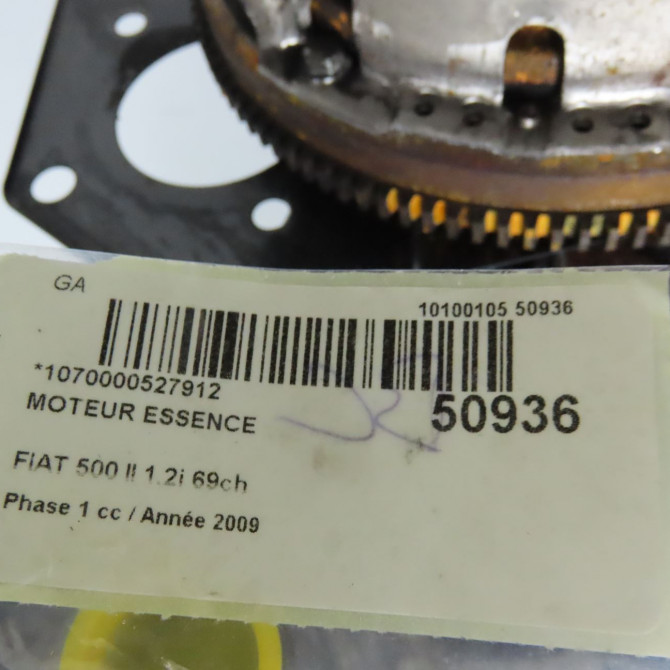 GA
10100105 50936
*1070000527912
MOTEUR ESSENCE
50936
FIAT 500 II 1.2i 69ch
Phase 1 cc / Année 2009